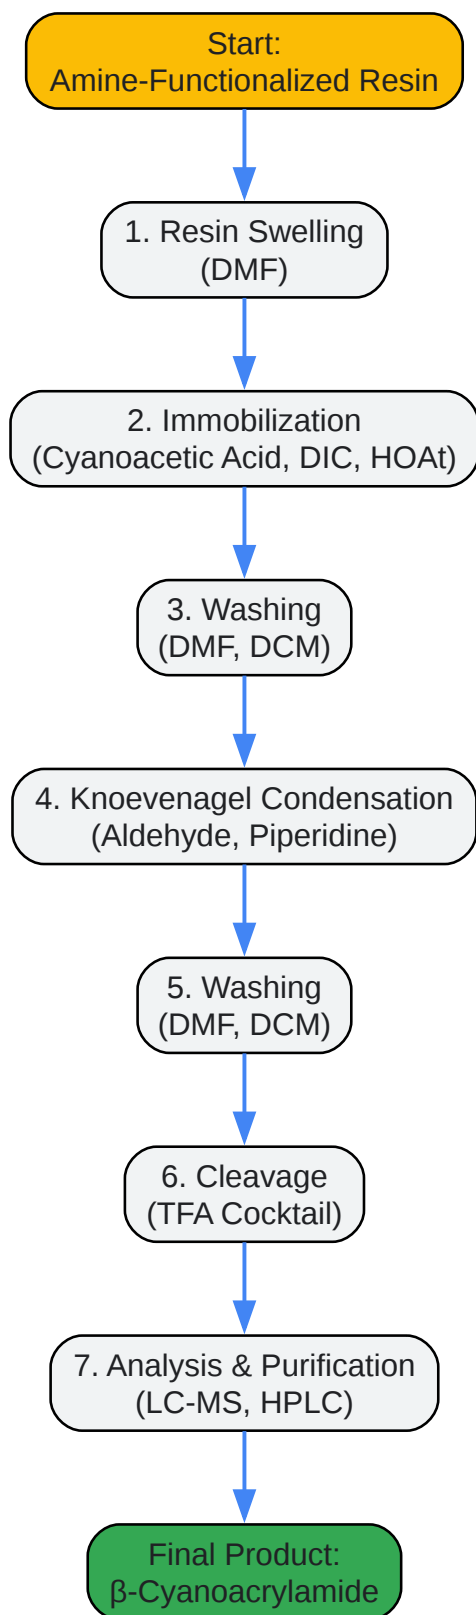 Start:
Amine-Functionalized Resin
1. Resin Swelling
(DMF)
2. Immobilization
(Cyanoacetic Acid, DIC, HOAt)
3. Washing
(DMF, DCM)
4. Knoevenagel Condensation
(Aldehyde, Piperidine)
5. Washing
(DMF, DCM)
6. Cleavage
(TFA Cocktail)
7. Analysis & Purification
(LC-MS, HPLC)
Final Product:
β-Cyanoacrylamide